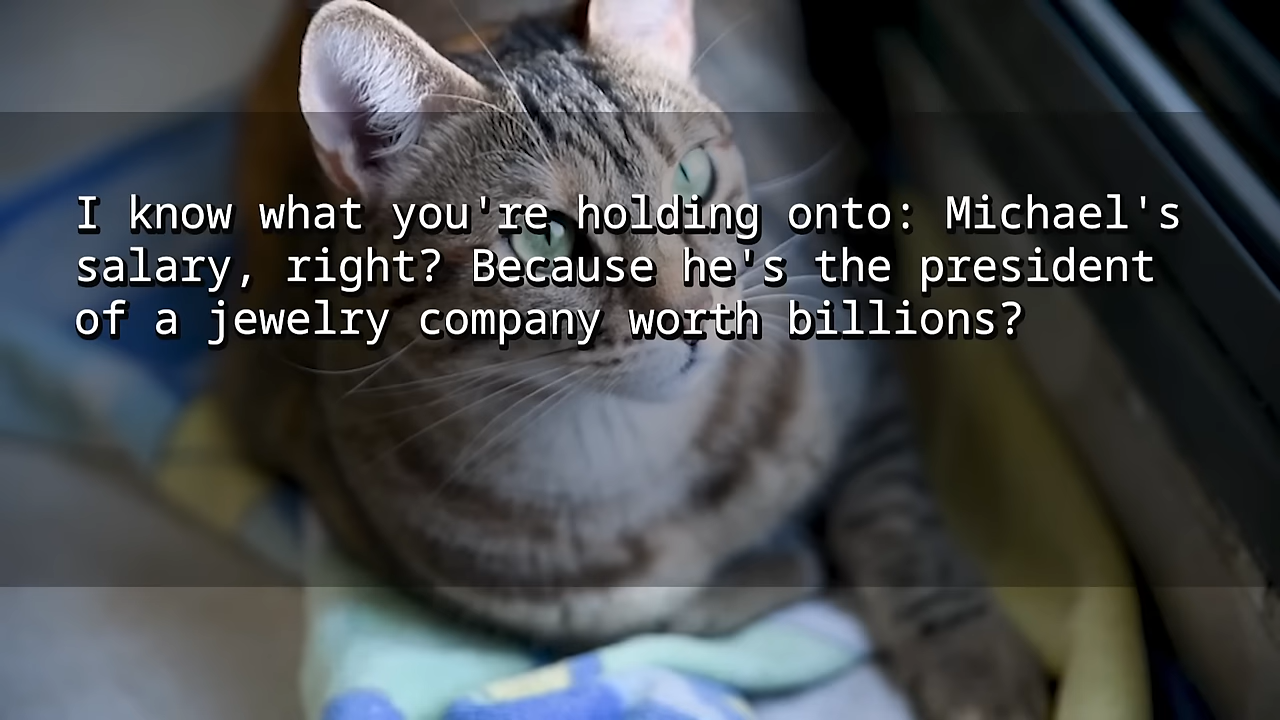 I know what you're holding onto: Michael's
salary, right? Because he's the president
of a jewelry company worth billions?